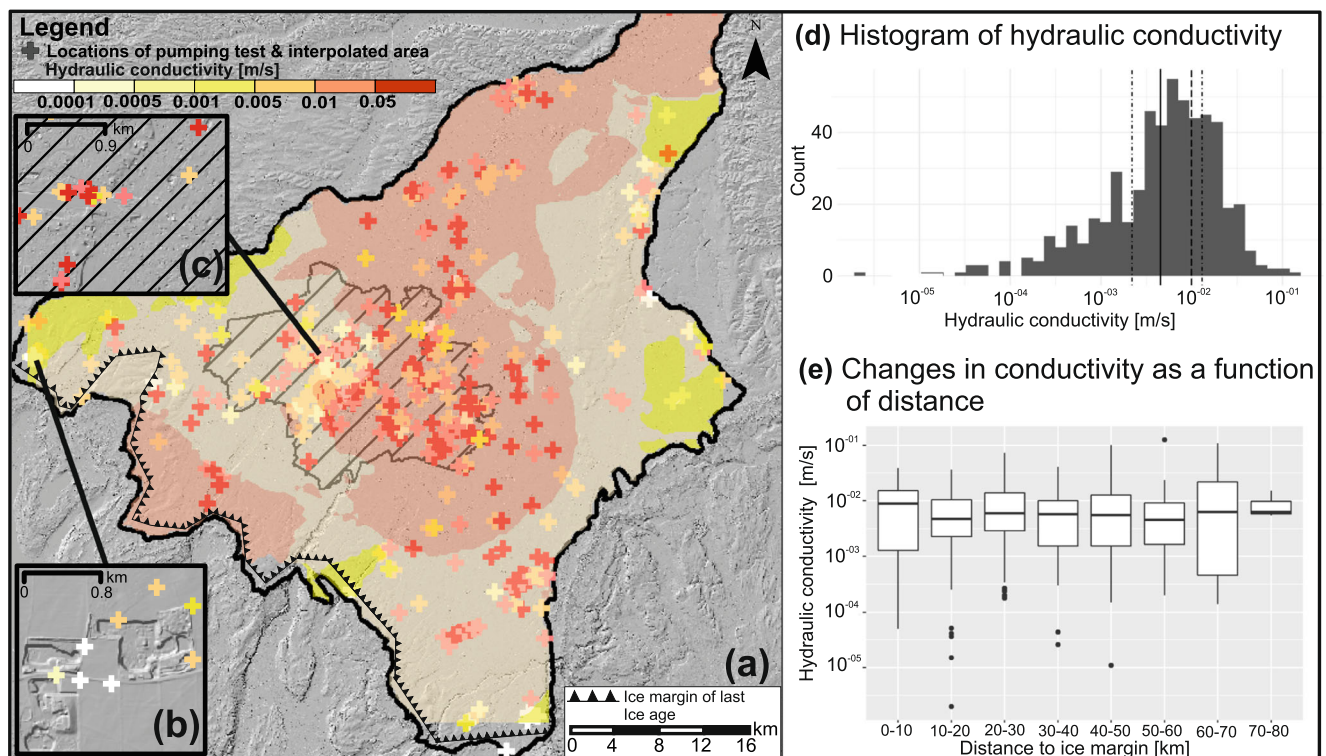 Legend
Locations of pumping test & interpolated area
Hydraulic conductivity [m/s]
0.0001 0.0005 0.001 0.005 0.01 0.05
N
km
0 0.9
(c)
km
0 0.8
(b)
(a)
Ice margin of last
Ice age
km
0 4 8 12 16
(d) Histogram of hydraulic conductivity
Count
40
20
0
10-05 10-04 10-03 10-02 10-01
Hydraulic conductivity [m/s]
(e) Changes in conductivity as a function
of distance
Hydraulic conductivity [m/s]
10-01
10-02
10-03
10-04
10-05
0-10 10-20 20-30 30-40 40-50 50-60 60-70 70-80
Distance to ice margin [km]